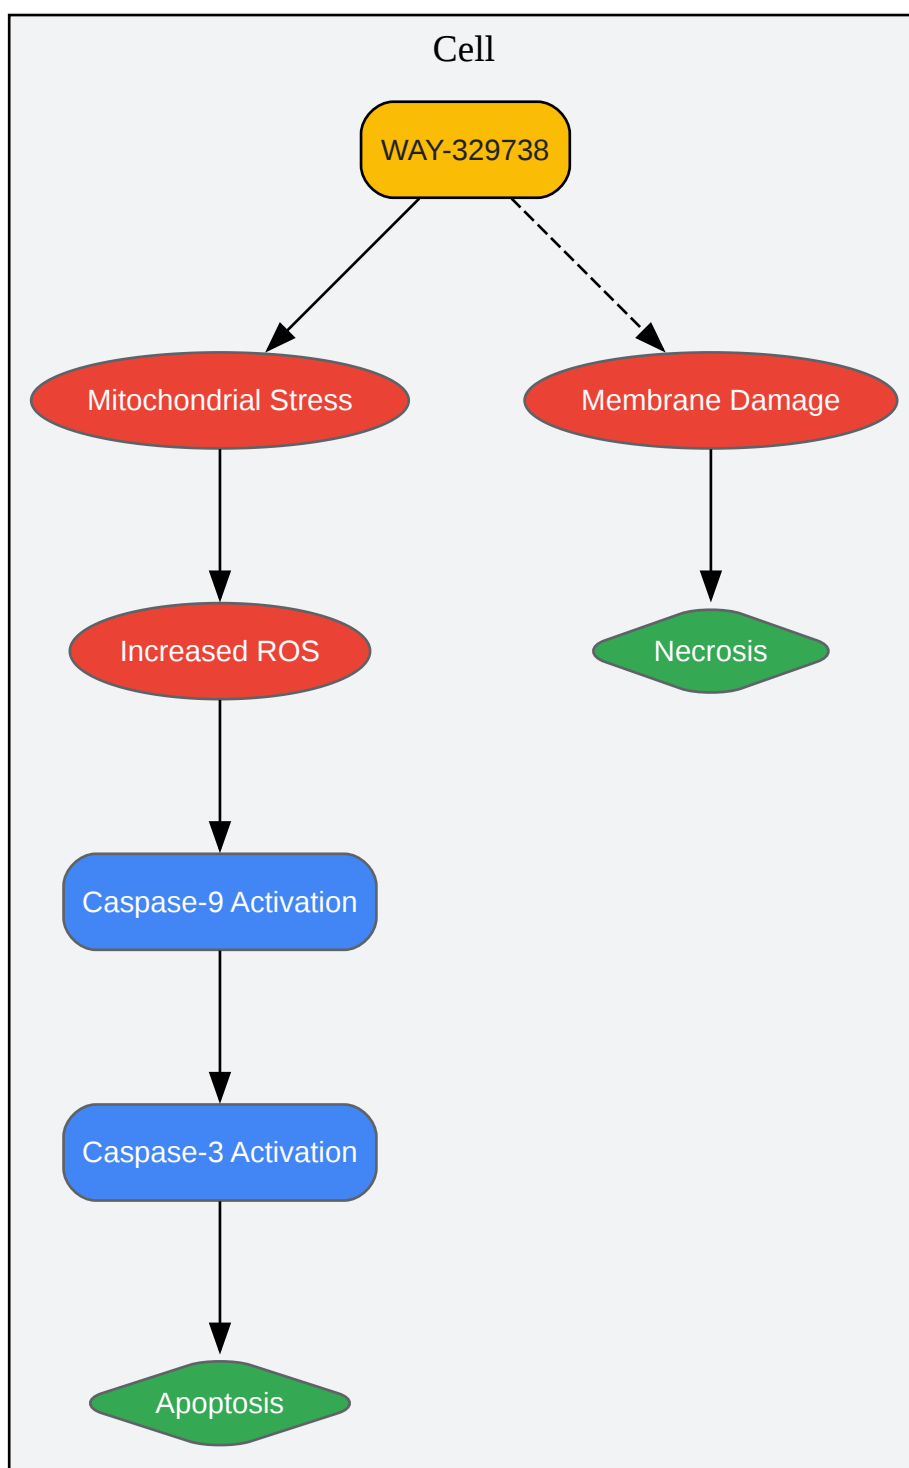 Cell
WAY-329738
Mitochondrial Stress
Membrane Damage
Increased ROS
Necrosis
Caspase-9 Activation
Caspase-3 Activation
Apoptosis